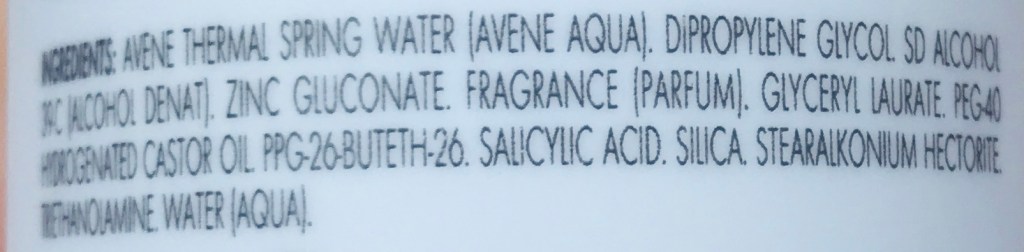 INGREDIENTS: AVENE THERMAL SPRING WATER (AVENE AQUA). DIPROPYLENE GLYCOL. SD ALCOHOL
39-C (ALCOHOL DENAT). ZINC GLUCONATE. FRAGRANCE (PARFUM). GLYCERYL LAURATE. PEG-40
HYDROGENATED CASTOR OIL. PPG-26-BUTETH-26. SALICYLIC ACID. SILICA. STEARALKONIUM HECTORITE.
TRIETHANOLAMINE. WATER (AQUA).